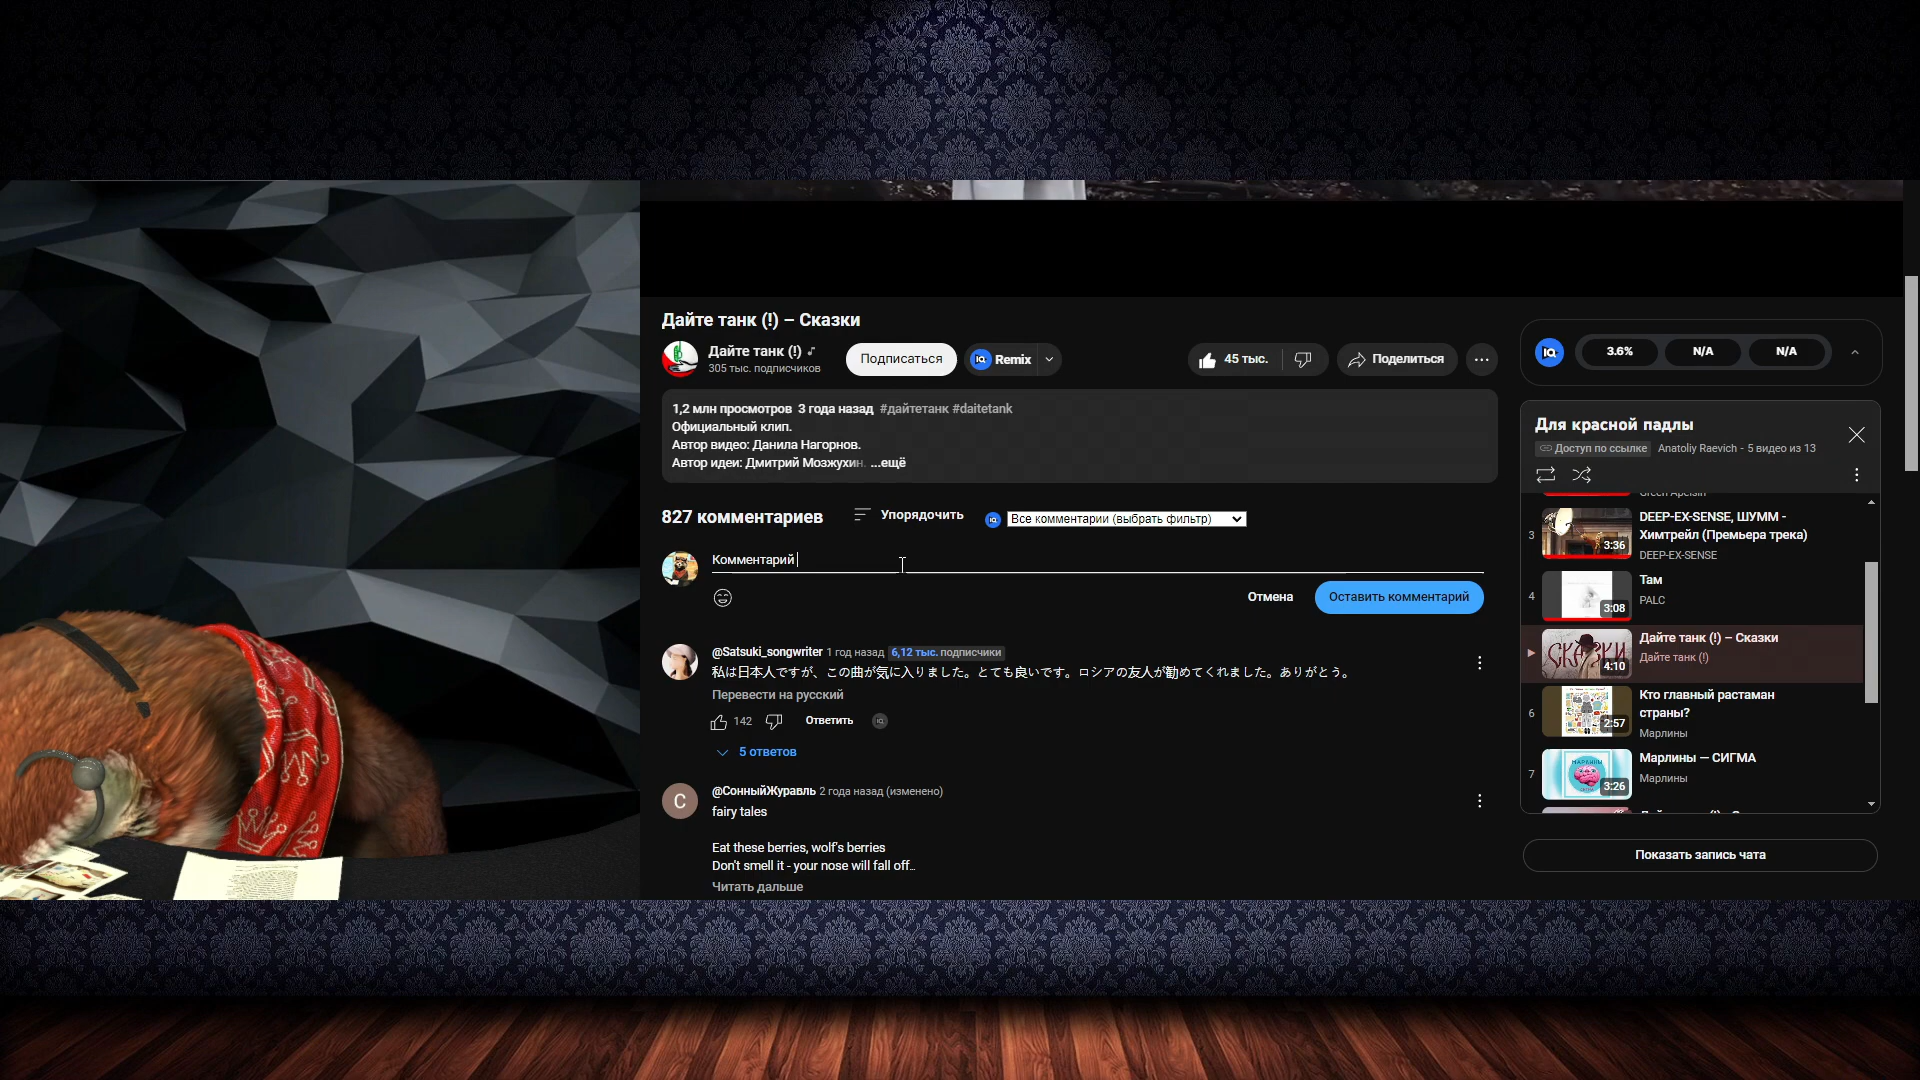 Дайте танк (!) – Сказки
Дайте танк (!)
305 тыс. подписчиков
Подписаться
IQ Remix
45 тыс.
Поделиться
1,2 млн просмотров 3 года назад #дайтетанк #daitetank
Официальный клип.
Автор видео: Данила Нагорнов.
Автор идеи: Дмитрий Мозжухин. ...ещё
827 комментариев
Упорядочить
Все комментарии (выбрать фильтр)
Комментарий
Отмена
Оставить комментарий
@Satsuki_songwriter 1 год назад 6,12 тыс. подписчики
私は日本人ですが、この曲が気に入りました。とても良いです。ロシアの友人が勧めてくれました。ありがとう。
Перевести на русский
142
Ответить
5 ответов
С
@СонныйЖуравль 2 года назад (изменено)
fairy tales
Eat these berries, wolf's berries
Don't smell it - your nose will fall off...
Читать дальше
IQ
3.6%
N/A
N/A
Для красной падлы
Доступ по ссылке
Anatoliy Raevich - 5 видео из 13
Green Apelsin
3
3:36
DEEP-EX-SENSE, ШУММ -
Химтрейл (Премьера трека)
DEEP-EX-SENSE
4
3:08
Там
PALC
СКАЗКИ
4:10
Дайте танк (!) – Сказки
Дайте танк (!)
6
2:57
Кто главный растаман
страны?
Марлины
7
МАРЛИНЫ
3:26
Марлины — СИГМА
Марлины
Показать запись чата